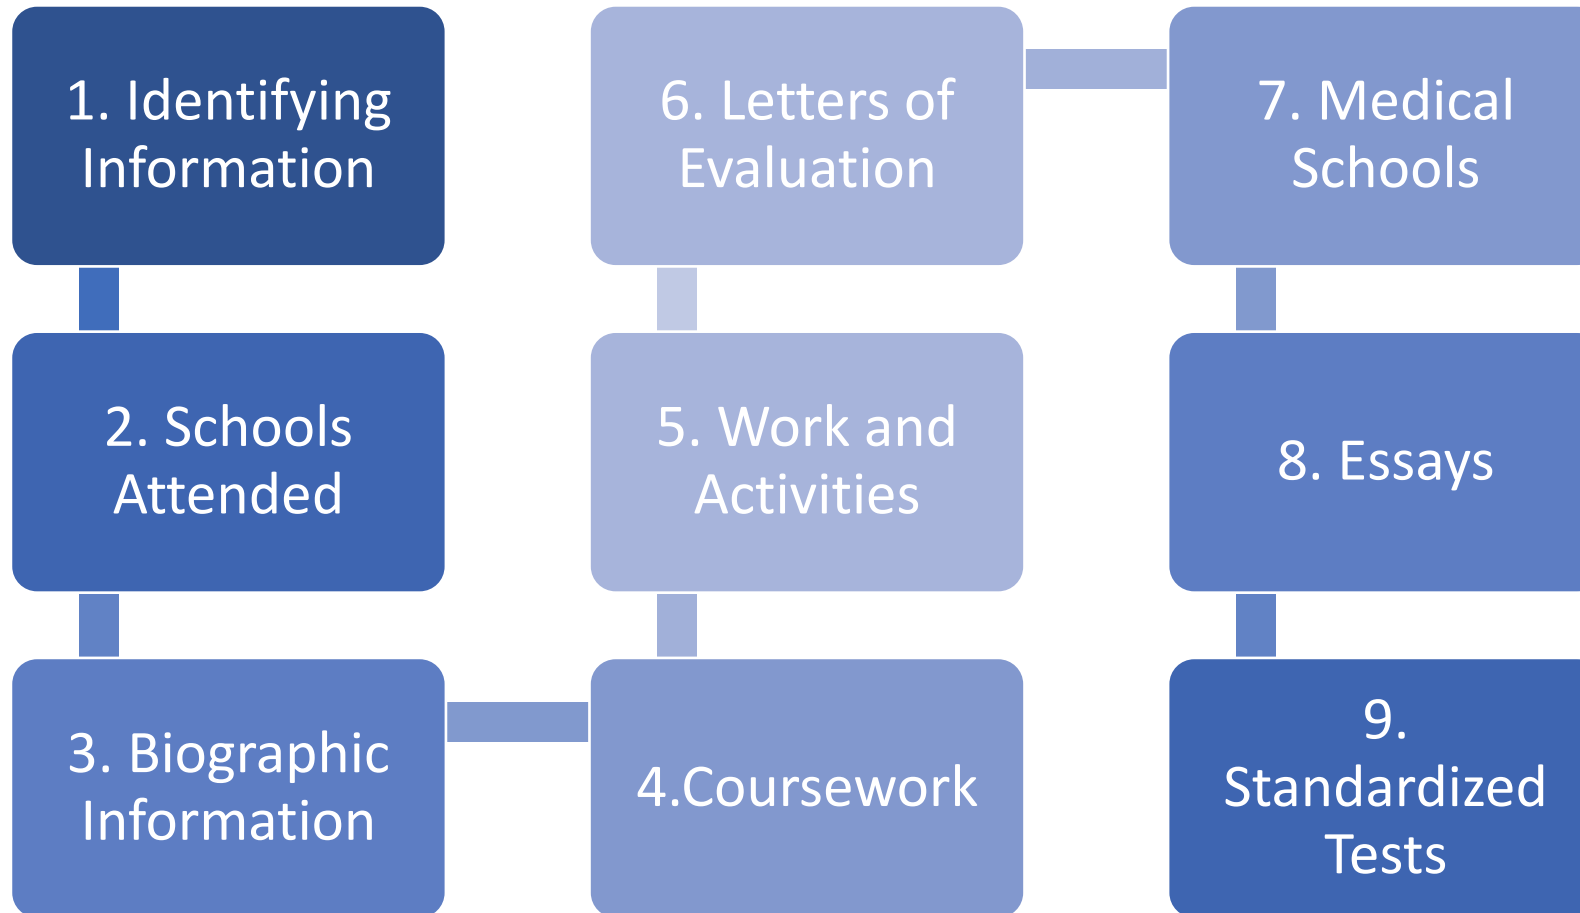 1. Identifying
Information
2. Schools
Attended
3. Biographic
Information
4.Coursework
5. Work and
Activities
6. Letters of
Evaluation
7. Medical
Schools
8. Essays
9.
Standardized
Tests